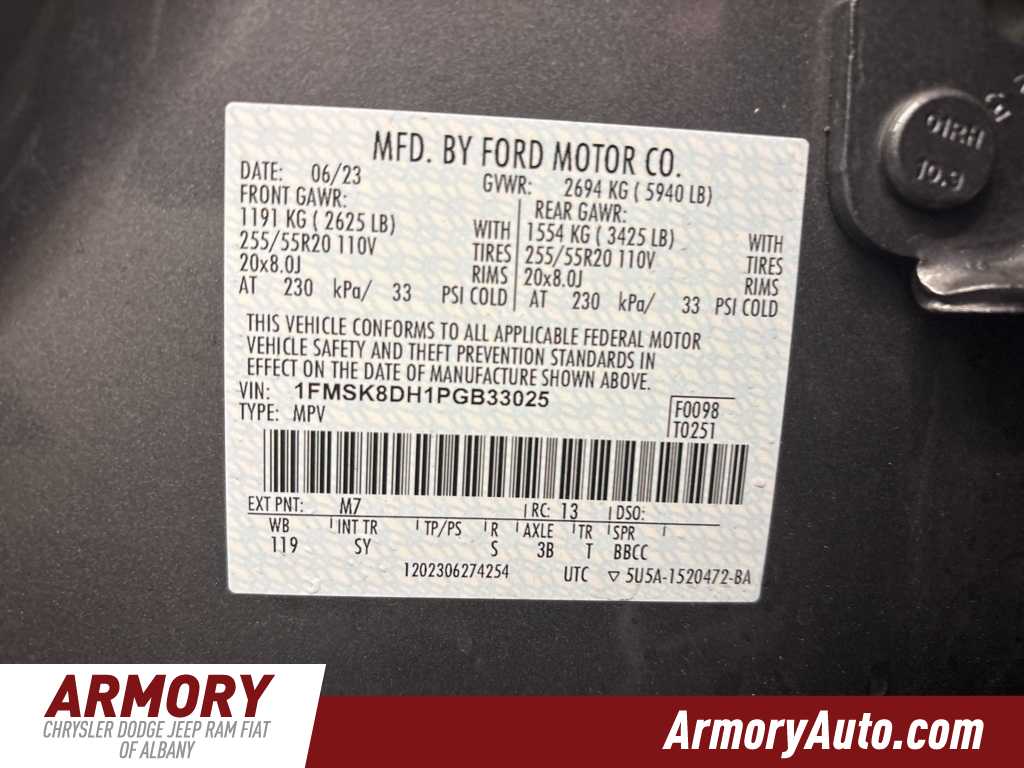 MFD. BY FORD MOTOR CO.
DATE: 06/23 GVWR: 2694 KG ( 5940 LB)
FRONT GAWR: REAR GAWR:
1191 KG ( 2625 LB) WITH 1554 KG ( 3425 LB) WITH
255/55R20 110V TIRES 255/55R20 110V TIRES
20x8.0J RIMS 20x8.0J RIMS
AT 230 kPa/ 33 PSI COLD AT 230 kPa/ 33 PSI COLD
THIS VEHICLE CONFORMS TO ALL APPLICABLE FEDERAL MOTOR
VEHICLE SAFETY AND THEFT PREVENTION STANDARDS IN
EFFECT ON THE DATE OF MANUFACTURE SHOWN ABOVE.
VIN: 1FMSK8DH1PGB33025
TYPE: MPV
F0098
T0251
EXT PNT: M7 RC: 13 DSO:
WB INT TR TP/PS R AXLE TR SPR
119 SY S 3B T BBCC
1202306274254 UTC ▽ 5U5A-1520472-BA
10.9
ARMORY
CHRYSLER DODGE JEEP RAM FIAT
OF ALBANY
ArmoryAuto.com